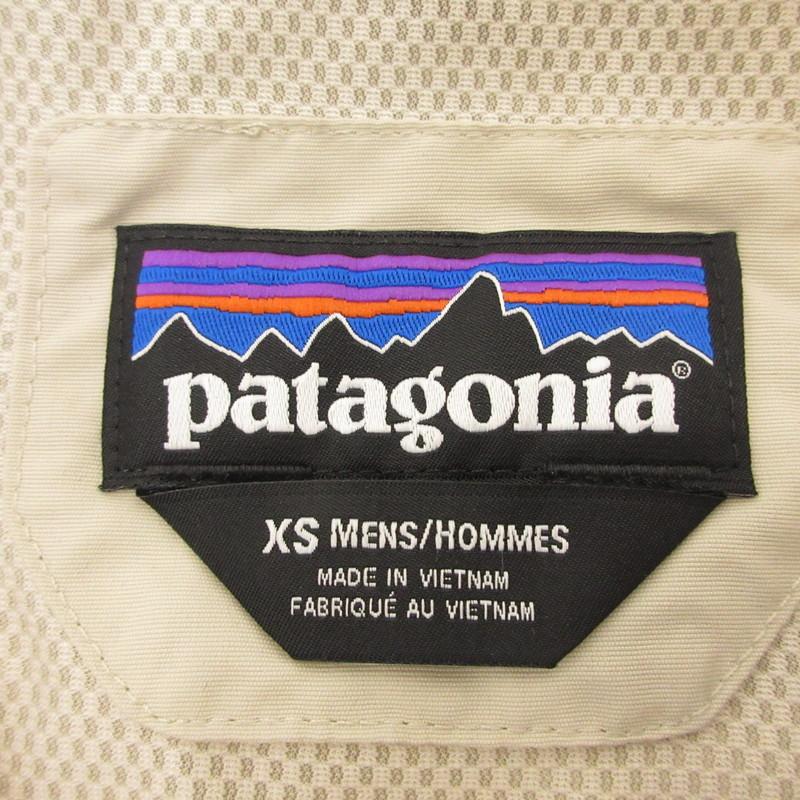 patagonia®
XS MENS/HOMMES
MADE IN VIETNAM
FABRIQUÉ AU VIETNAM